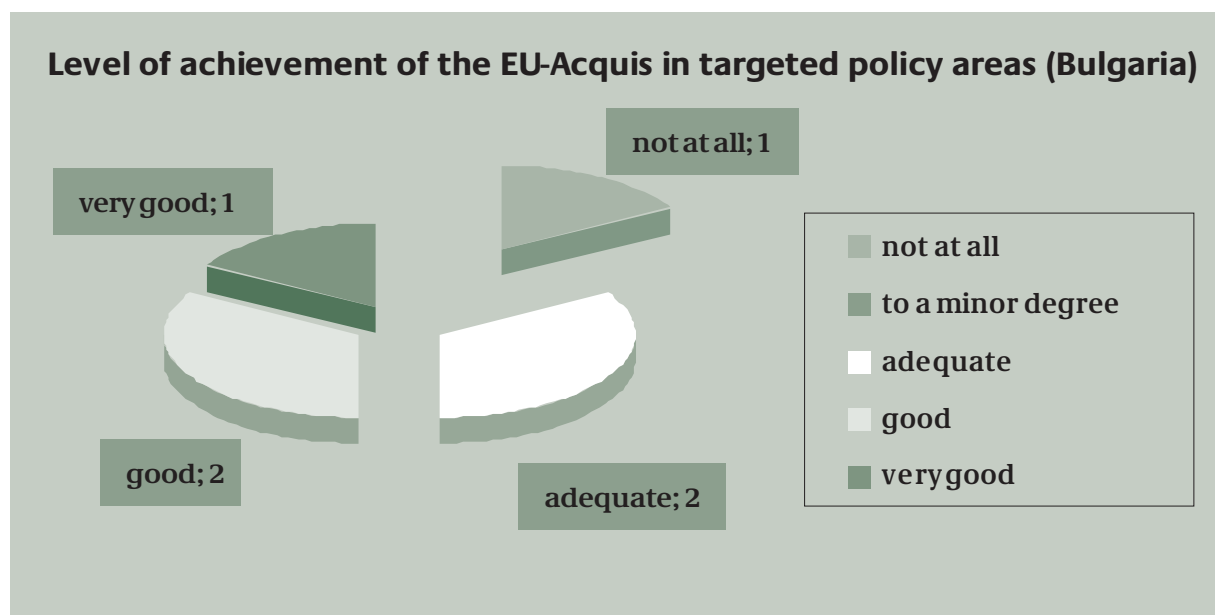 Level of achievement of the EU-Acquis in targeted policy areas (Bulgaria)
not at all; 1
very good; 1
good; 2
adequate; 2
not at all
to a minor degree
adequate
good
very good